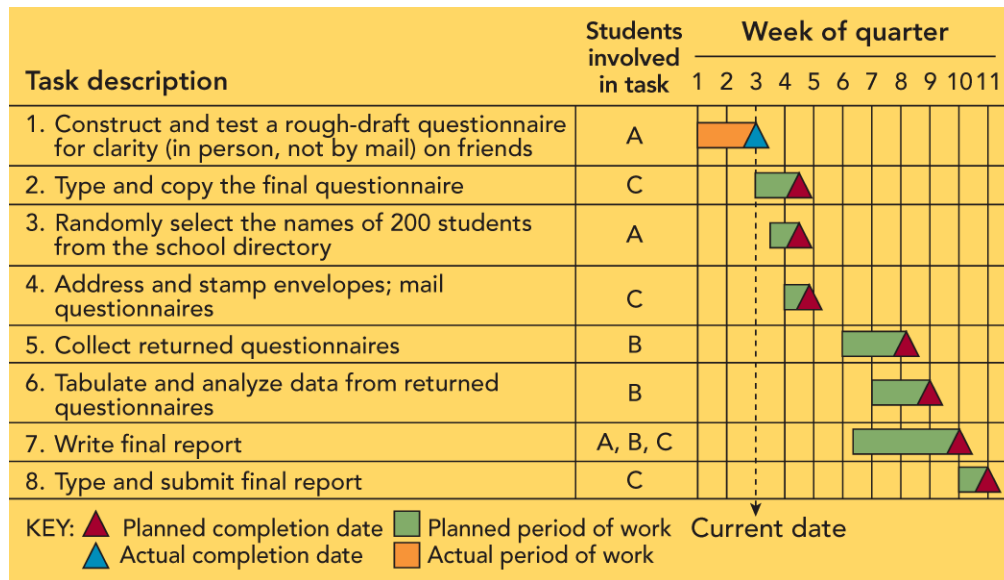 Task description
Students
involved
in task
Week of quarter
1 2 3 4 5 6 7 8 9 10 11
1. Construct and test a rough-draft questionnaire
for clarity (in person, not by mail) on friends
A
2. Type and copy the final questionnaire
C
3. Randomly select the names of 200 students
from the school directory
A
4. Address and stamp envelopes; mail
questionnaires
C
5. Collect returned questionnaires
B
6. Tabulate and analyze data from returned
questionnaires
B
7. Write final report
A, B, C
8. Type and submit final report
C
KEY: Planned completion date
Planned period of work
Current date
Actual completion date
Actual period of work